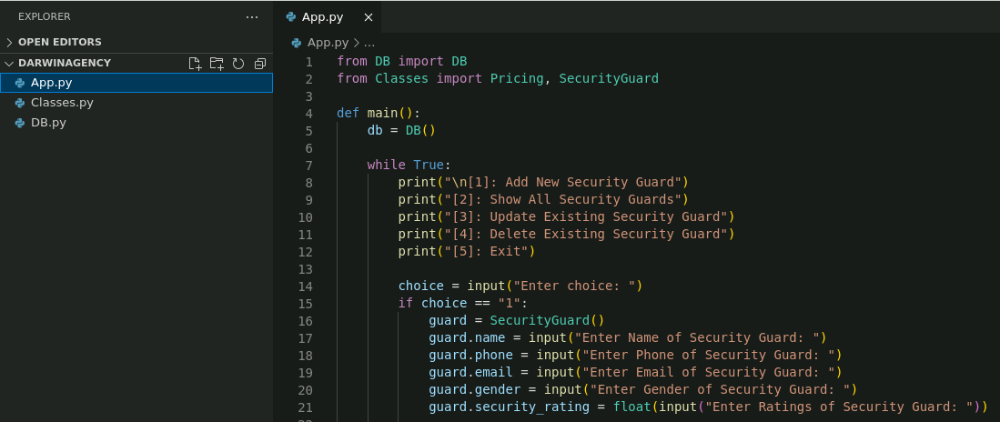 EXPLORER
OPEN EDITORS
DARWINAGENCY
App.py
Classes.py
DB.py
App.py
App.py > ...
1 from DB import DB
2 from Classes import Pricing, SecurityGuard
3
4 def main():
5     db = DB()
6
7     while True:
8         print("\n[1]: Add New Security Guard")
9         print("[2]: Show All Security Guards")
10         print("[3]: Update Existing Security Guard")
11         print("[4]: Delete Existing Security Guard")
12         print("[5]: Exit")
13
14         choice = input("Enter choice: ")
15         if choice == "1":
16             guard = SecurityGuard()
17             guard.name = input("Enter Name of Security Guard: ")
18             guard.phone = input("Enter Phone of Security Guard: ")
19             guard.email = input("Enter Email of Security Guard: ")
20             guard.gender = input("Enter Gender of Security Guard: ")
21             guard.security_rating = float(input("Enter Ratings of Security Guard: "))